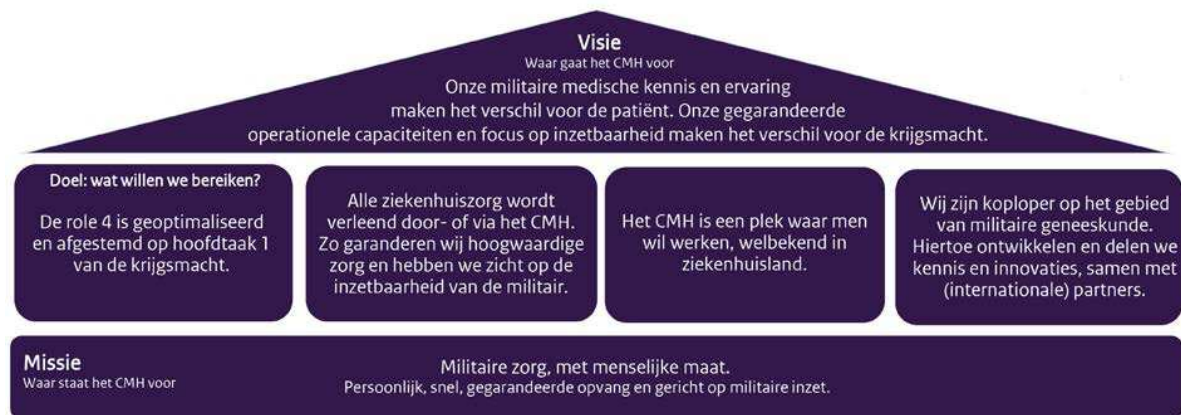 Visie
Waar gaat het CMH voor
Onze militaire medische kennis en ervaring
maken het verschil voor de patiënt. Onze gegarandeerde
operationele capaciteiten en focus op inzetbaarheid maken het verschil voor de krijgsmacht.
Doel: wat willen we bereiken?
De role 4 is geoptimaliseerd
en afgestemd op hoofdtaak 1
van de krijgsmacht.
Alle ziekenhuiszorg wordt
verleend door- of via het CMH.
Zo garanderen wij hoogwaardige
zorg en hebben we zicht op de
inzetbaarheid van de militair.
Het CMH is een plek waar men
wil werken, welbekend in
ziekenhuisland.
Wij zijn koploper op het gebied
van militaire geneeskunde.
Hiertoe ontwikkelen en delen we
kennis en innovaties, samen met
(internationale) partners.
Missie
Waar staat het CMH voor
Militaire zorg, met menselijke maat.
Persoonlijk, snel, gegarandeerde opvang en gericht op militaire inzet.